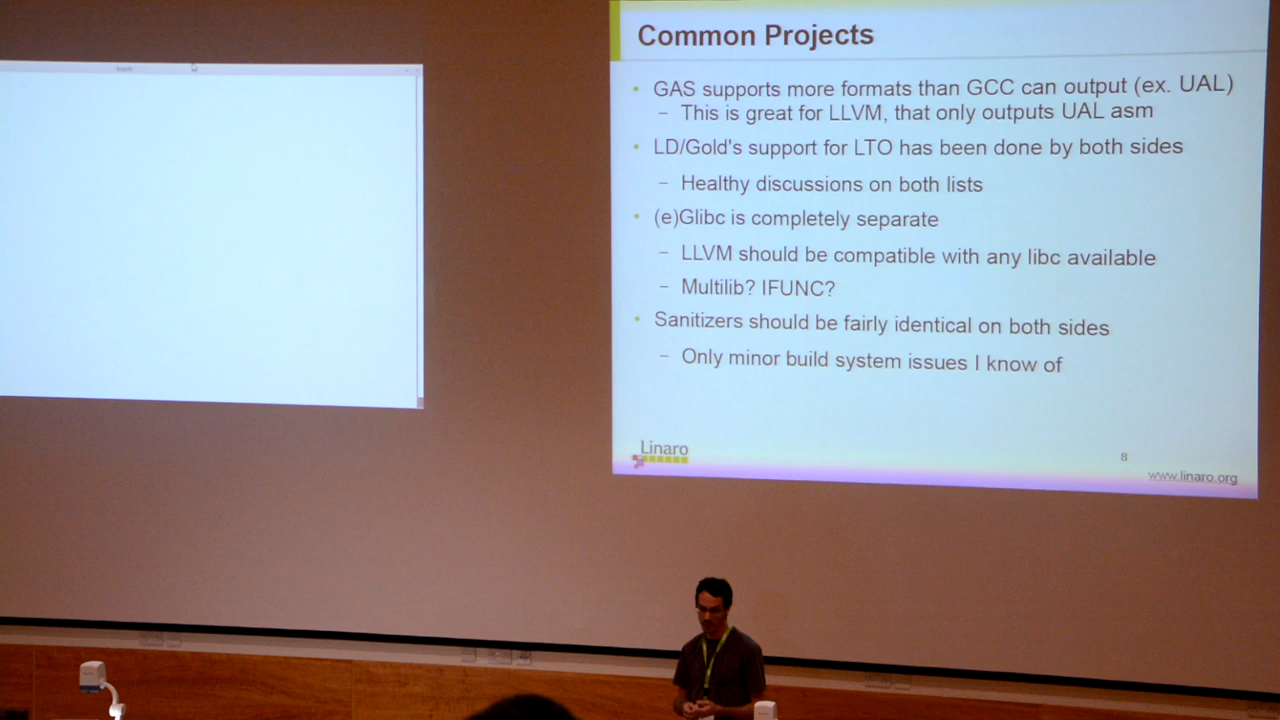 Common Projects
• GAS supports more formats than GCC can output (ex. UAL)
– This is great for LLVM, that only outputs UAL asm
• LD/Gold's support for LTO has been done by both sides
– Healthy discussions on both lists
• (e)Glibc is completely separate
– LLVM should be compatible with any libc available
– Multilib? IFUNC?
• Sanitizers should be fairly identical on both sides
– Only minor build system issues I know of
Linaro
8
www.linaro.org